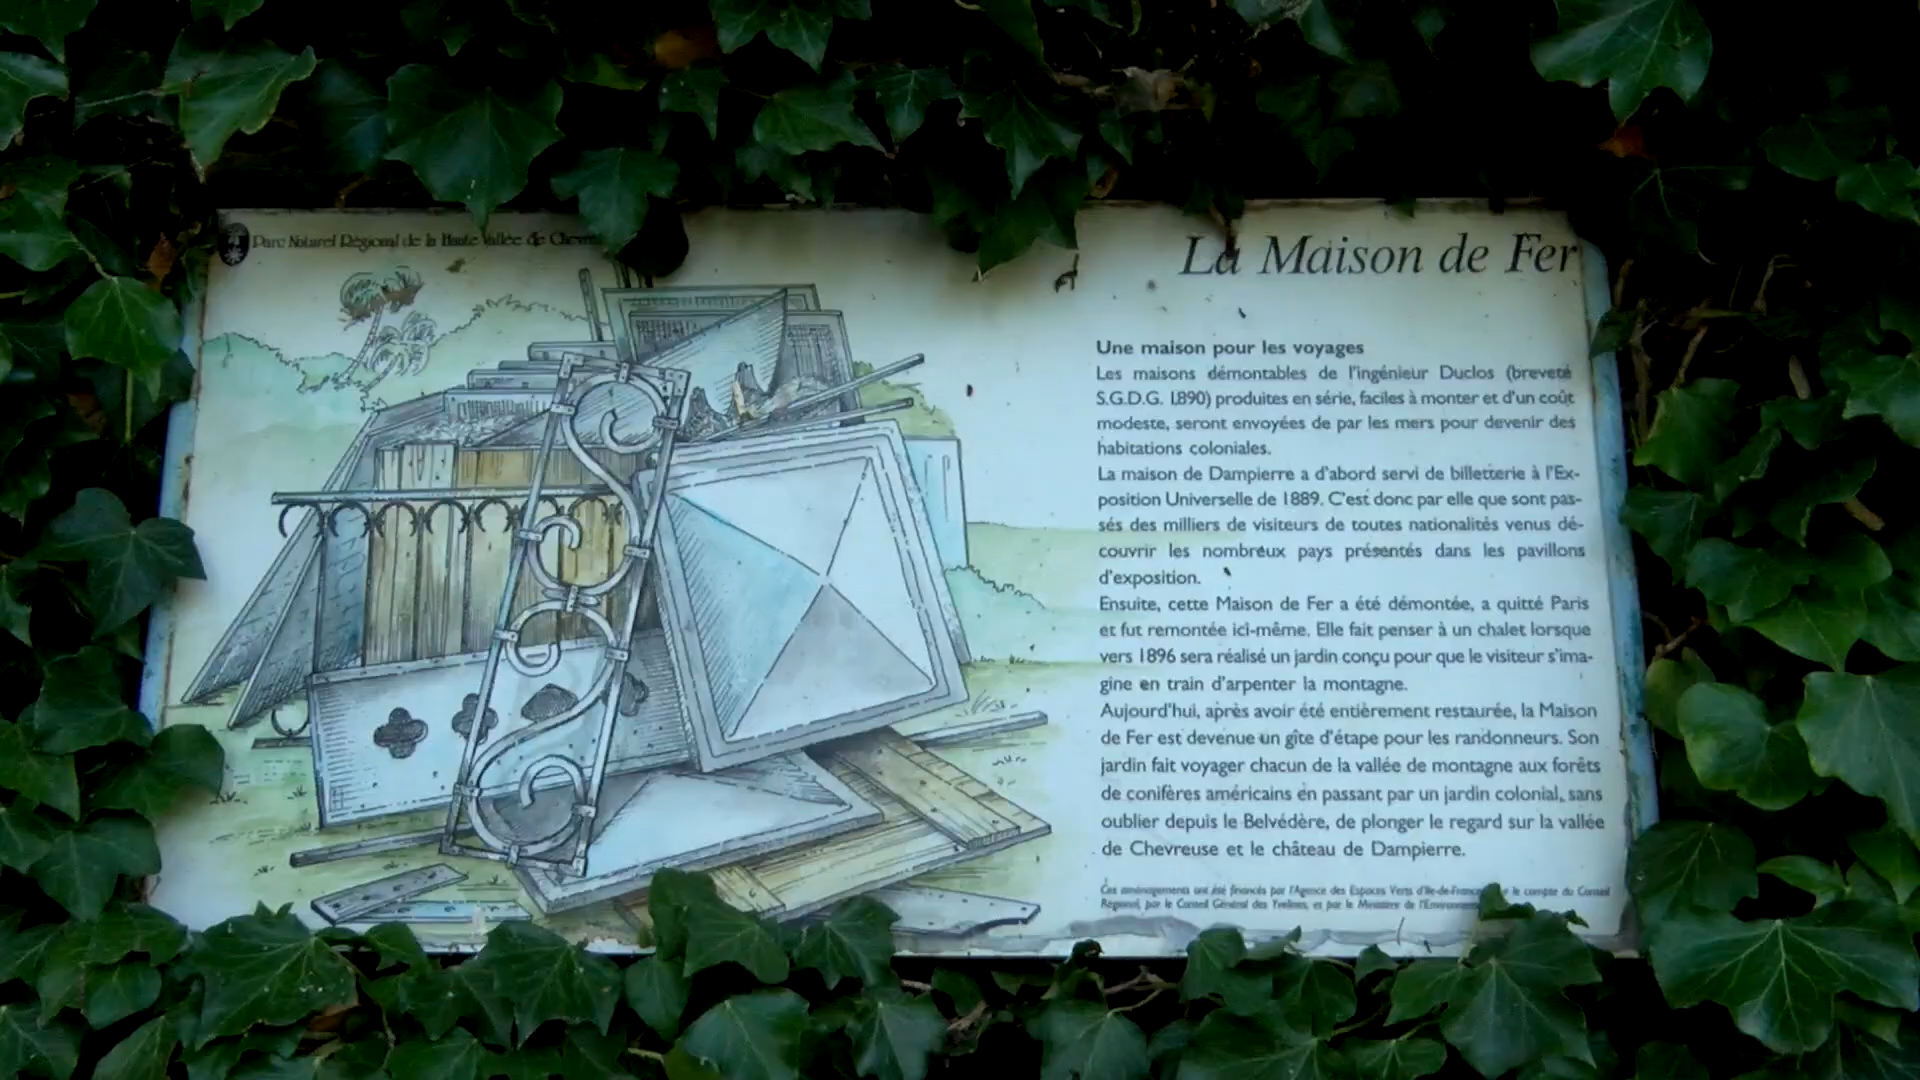 Parc Naturel Régional de la Haute Vallée de
La Maison de Fer
Une maison pour les voyages
Les maisons démontables de l'ingénieur Duclos (breveté
S.G.D.G. 1890) produites en série, faciles à monter et d'un coût
modeste, seront envoyées de par les mers pour devenir des
habitations coloniales.
La maison de Dampierre a d'abord servi de billetterie à l'Ex-
position Universelle de 1889. C'est donc par elle que sont pas-
sés des milliers de visiteurs de toutes nationalités venus dé-
couvrir les nombreux pays présentés dans les pavillons
d'exposition.
Ensuite, cette Maison de Fer a été démontée, a quitté Paris
et fut remontée ici-même. Elle fait penser à un chalet lorsque
vers 1896 sera réalisé un jardin conçu pour que le visiteur s'ima-
gine en train d'arpenter la montagne.
Aujourd'hui, après avoir été entièrement restaurée, la Maison
de Fer est devenue un gîte d'étape pour les randonneurs. Son
jardin fait voyager chacun de la vallée de montagne aux forêts
de conifères américains en passant par un jardin colonial, sans
oublier depuis le Belvédère, de plonger le regard sur la vallée
de Chevreuse et le château de Dampierre.
Ces aménagements ont été financés par l'Agence des Espaces Verts d'Ile-de-France le compte du Conseil
Régional, par le Conseil Général des Yvelines, et par le Ministère de